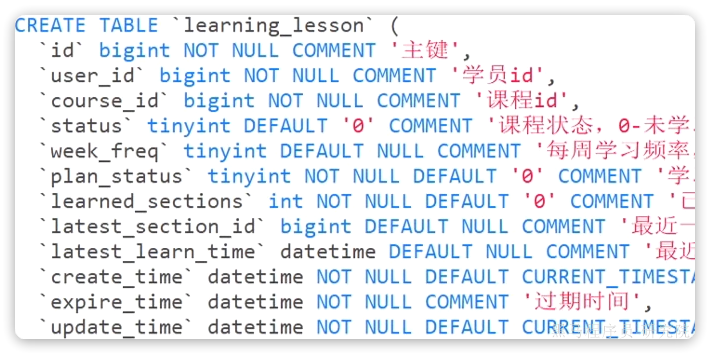 CREATE TABLE `learning_lesson` (
`id` bigint NOT NULL COMMENT '主键',
`user_id` bigint NOT NULL COMMENT '学员id',
`course_id` bigint NOT NULL COMMENT '课程id',
`status` tinyint DEFAULT '0' COMMENT '课程状态，0-未学
`week_freq` tinyint DEFAULT NULL COMMENT '每周学习频率，
`plan_status` tinyint NOT NULL DEFAULT '0' COMMENT '学
`learned_sections` int NOT NULL DEFAULT '0' COMMENT '已
`latest_section_id` bigint DEFAULT NULL COMMENT '最近一
`latest_learn_time` datetime DEFAULT NULL COMMENT '最近
`create_time` datetime NOT NULL DEFAULT CURRENT_TIMESTA
`expire_time` datetime NOT NULL COMMENT '过期时间',
`update_time` datetime NOT NULL DEFAULT CURRENT_TIMESTA